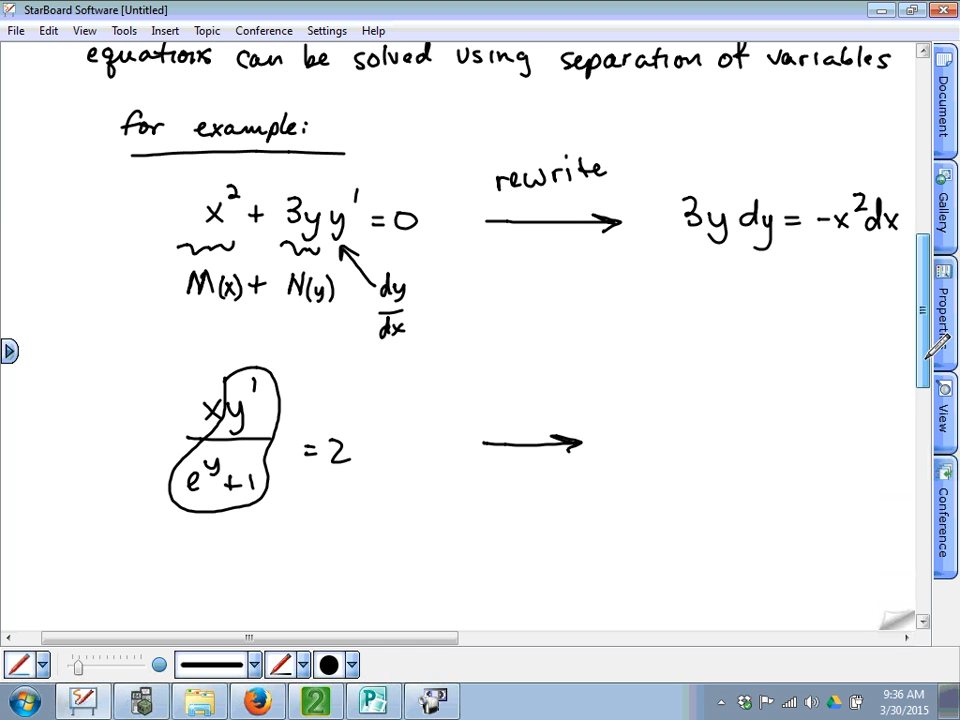 StarBoard Software [Untitled]
File Edit View Tools Insert Topic Conference Settings Help
equations can be solved using separation of variables
for example:
x² + 3yy' = 0
rewrite
3y dy = -x²dx
M(x) + N(y)
dy
dx
xy'
e^y+1
= 2
Document
Gallery
Properti
View
Conference
2
9:36 AM
3/30/2015